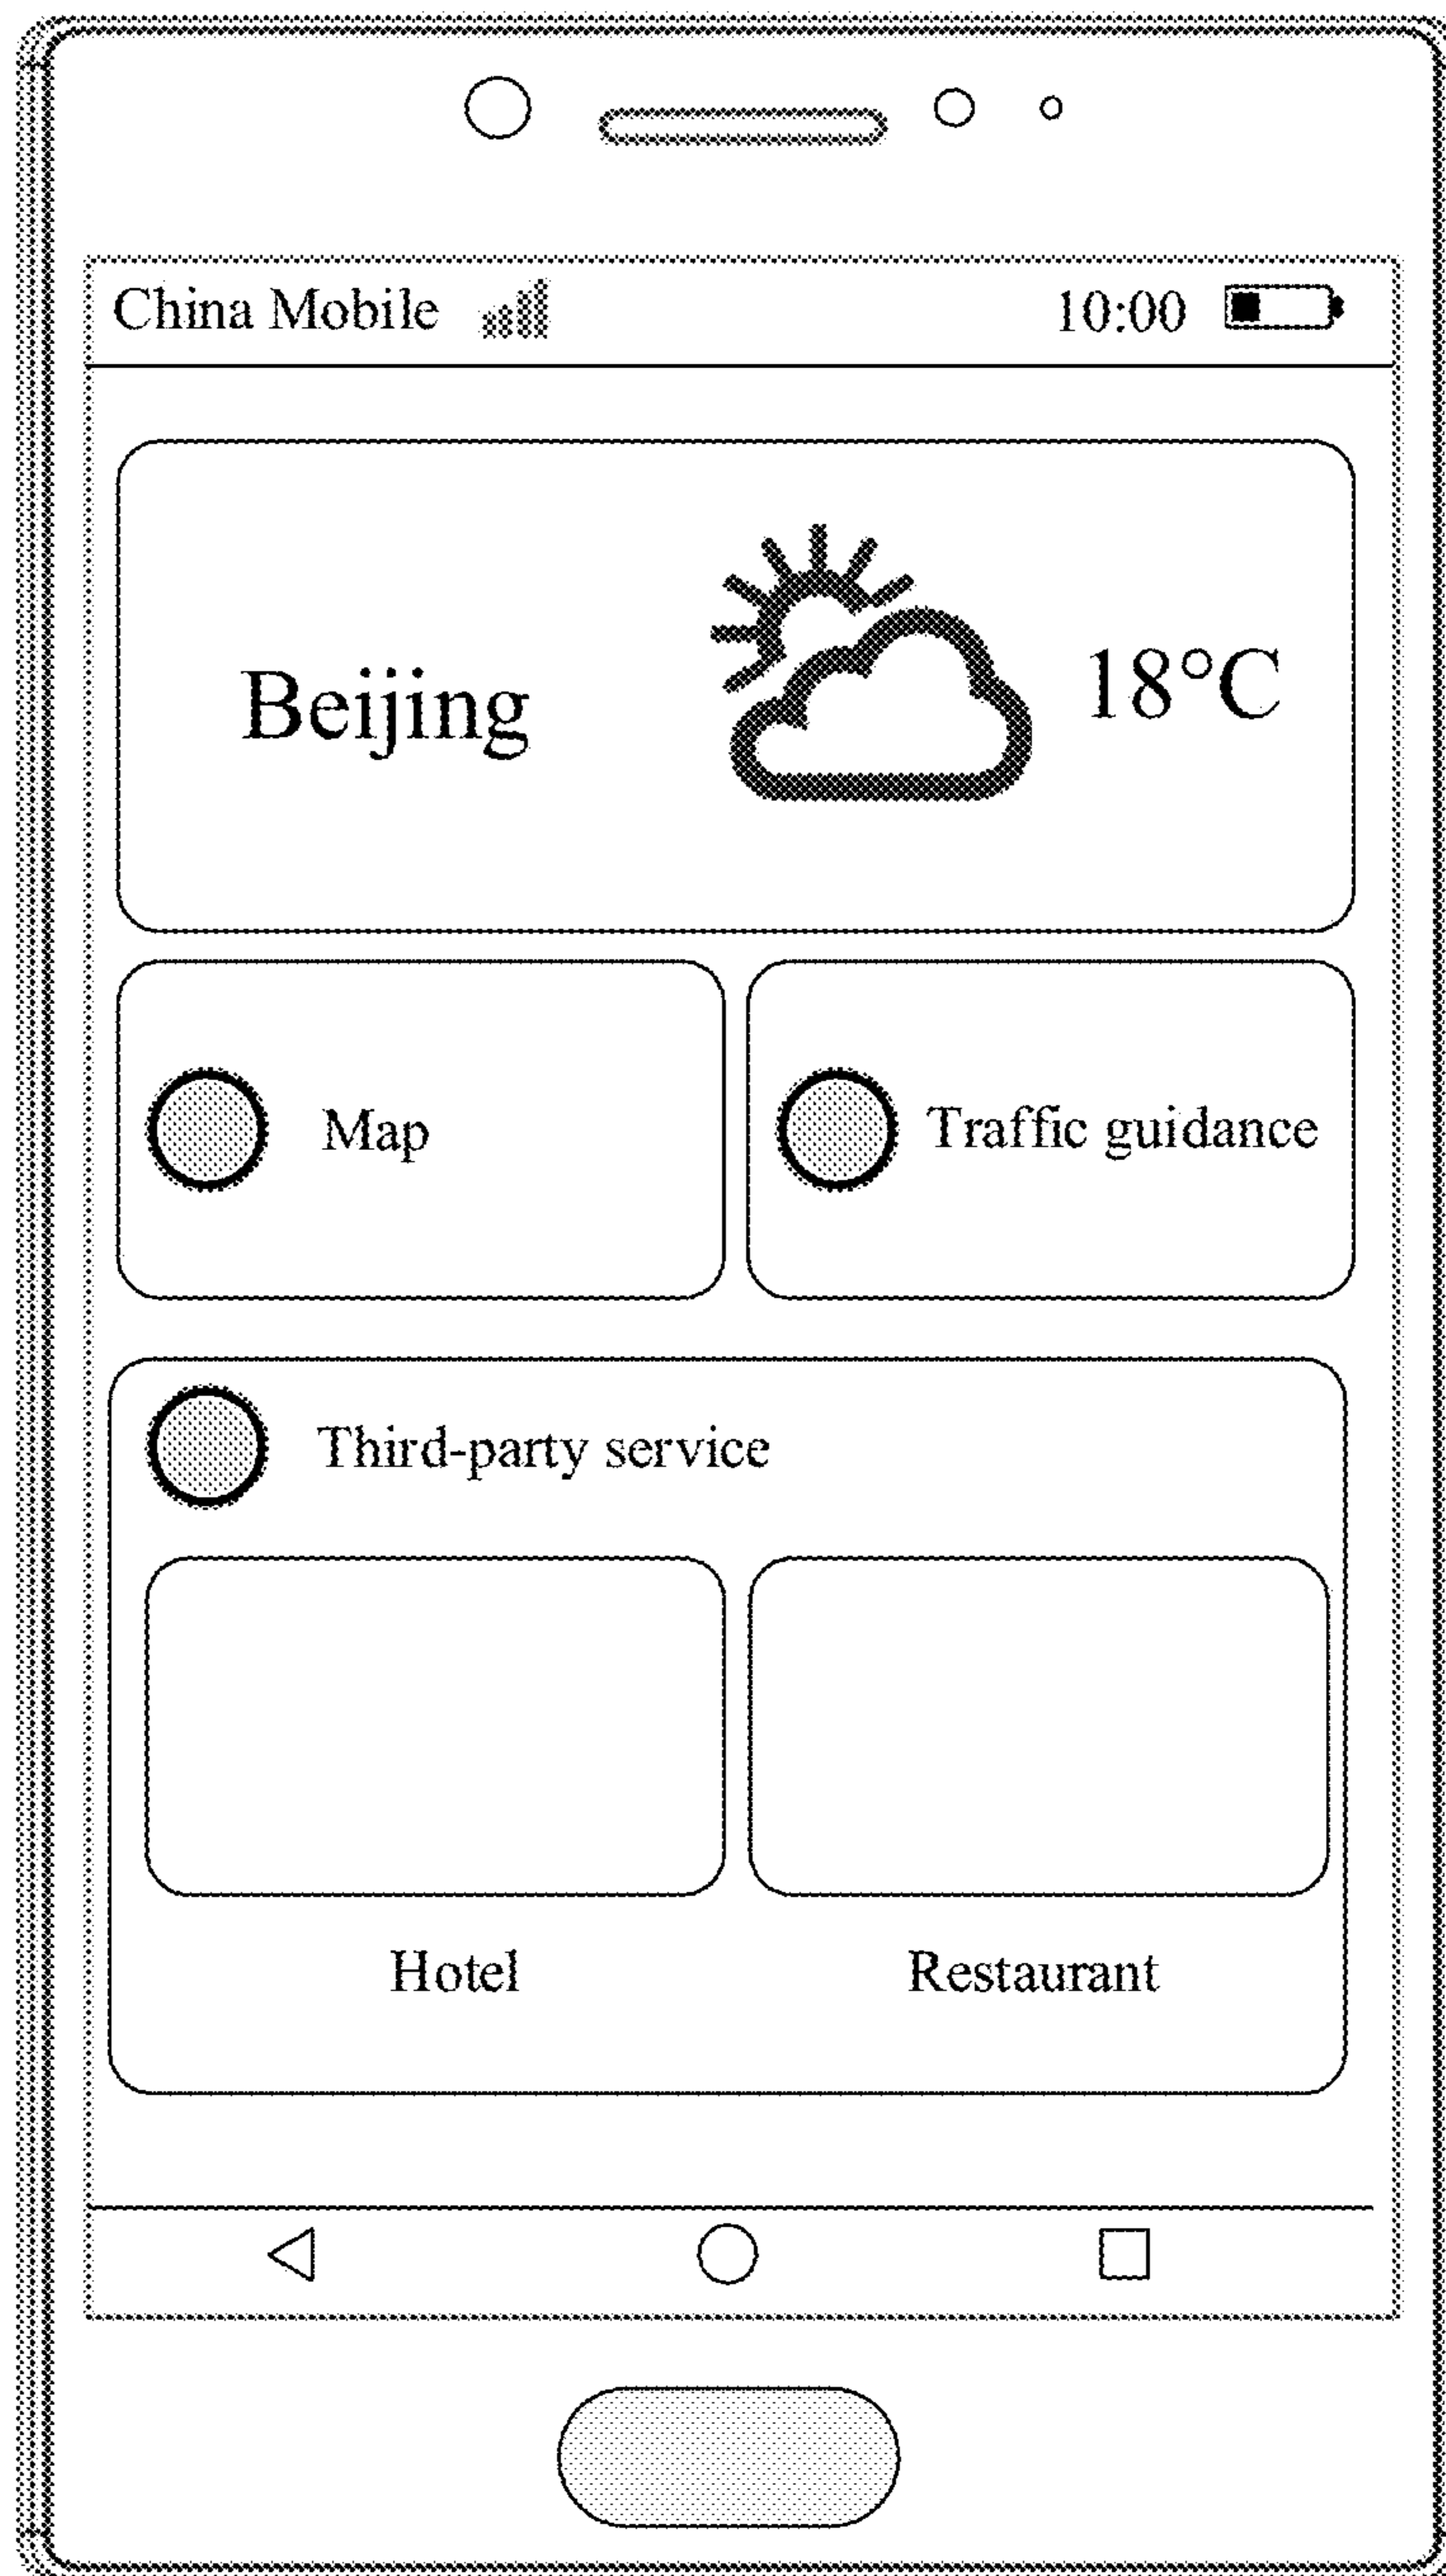 China Mobile 10:00
Beijing 18°C
Map Traffic guidance
Third-party service
Hotel Restaurant